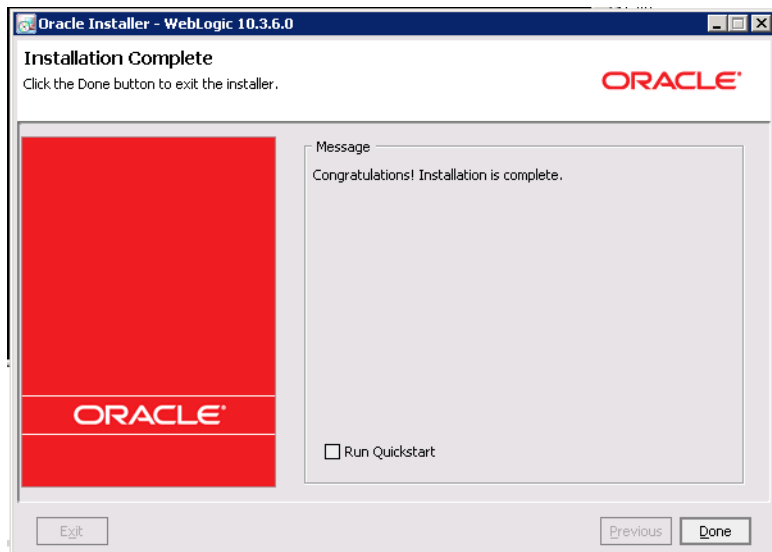 Oracle Installer - WebLogic 10.3.6.0
Installation Complete
Click the Done button to exit the installer.
ORACLE
Message
Congratulations! Installation is complete.
ORACLE
Run Quickstart
Exit
Previous
Done